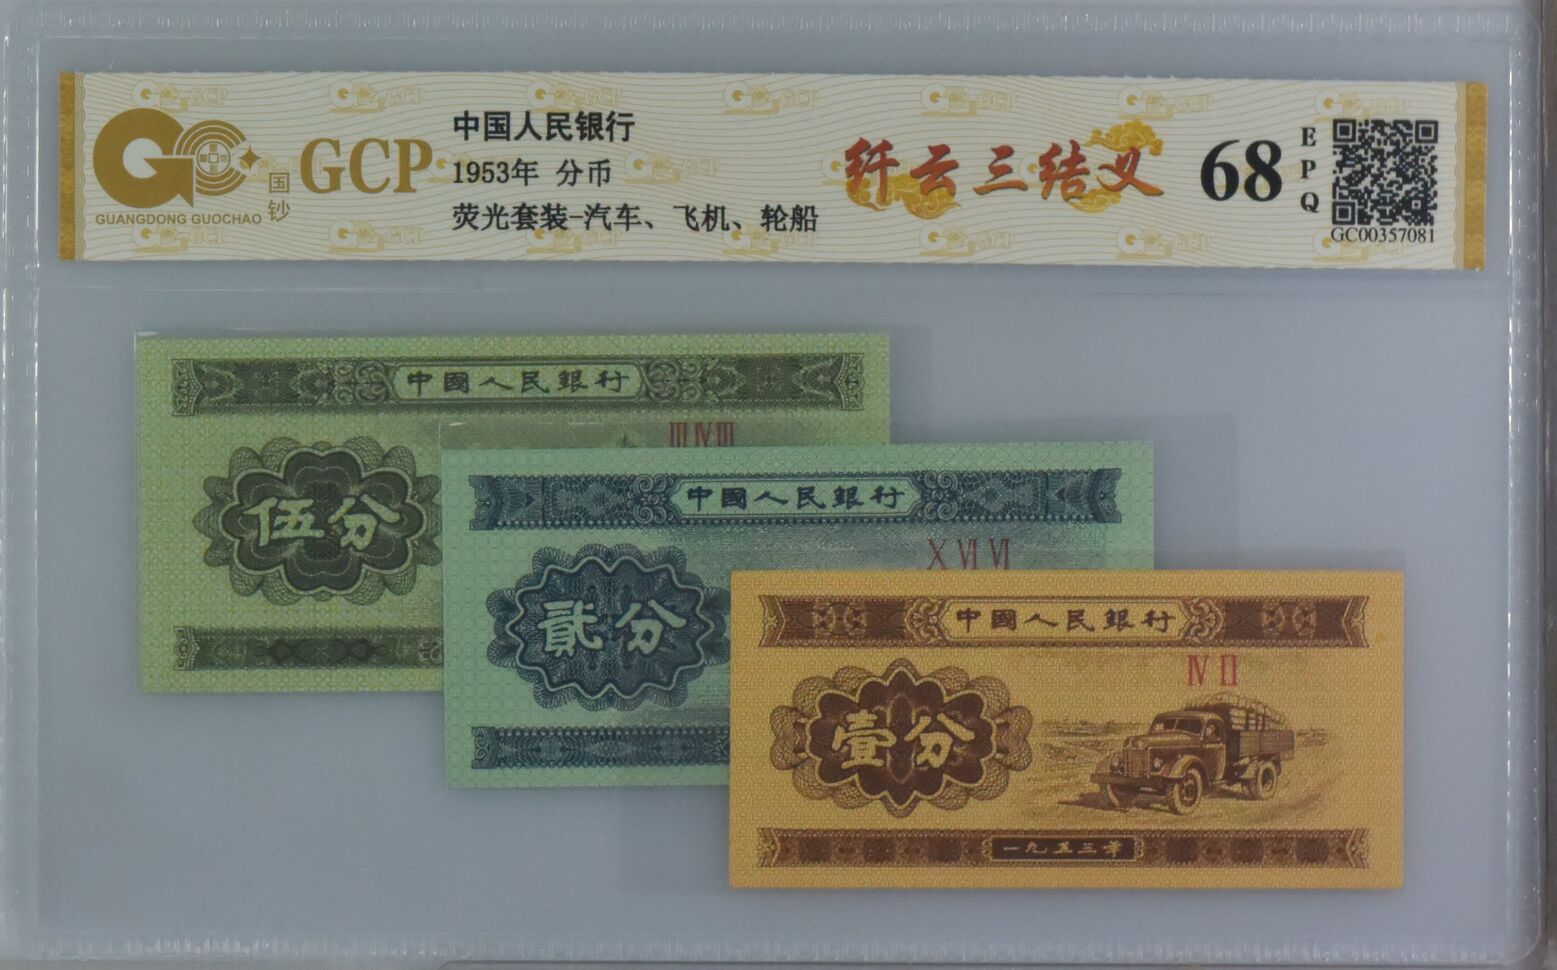 GCP
国钞
GUANGDONG GUOCHAO
中国人民银行
1953年 分币
荧光套装-汽车、飞机、轮船
纤云三结义
68
EPQ
GC00357081
中國人民銀行
ⅢⅣⅢ
伍分
中國人民銀行
ⅩⅥⅥ
貳分
中國人民銀行
ⅣⅡ
壹分
一九五三年